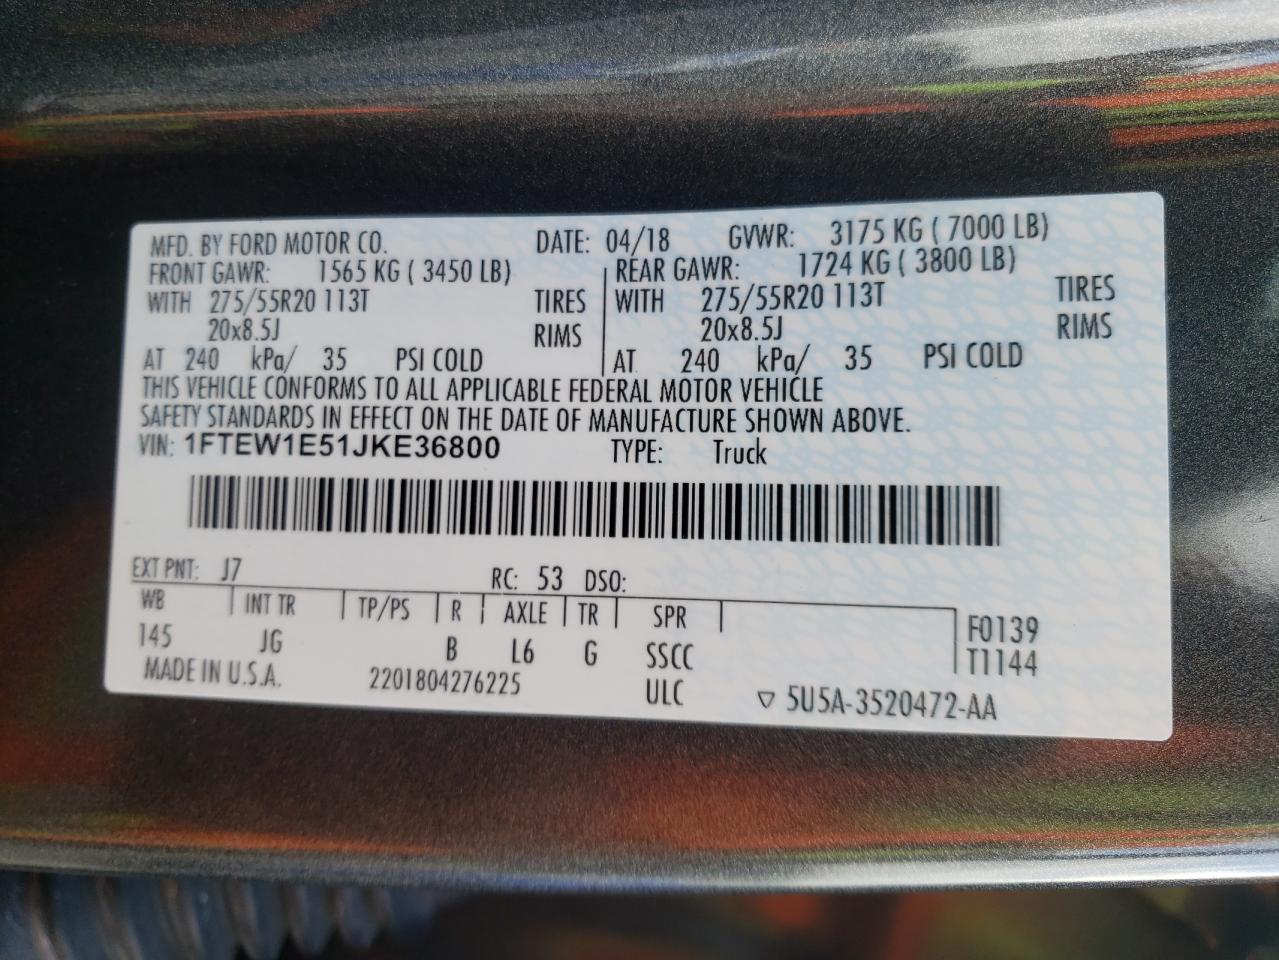 MFD. BY FORD MOTOR CO. DATE: 04/18 GVWR: 3175 KG ( 7000 LB)
FRONT GAWR: 1565 KG ( 3450 LB) REAR GAWR: 1724 KG ( 3800 LB)
WITH 275/55R20 113T TIRES WITH 275/55R20 113T TIRES
20x8.5J RIMS 20x8.5J RIMS
AT 240 kPa/ 35 PSI COLD AT 240 kPa/ 35 PSI COLD
THIS VEHICLE CONFORMS TO ALL APPLICABLE FEDERAL MOTOR VEHICLE
SAFETY STANDARDS IN EFFECT ON THE DATE OF MANUFACTURE SHOWN ABOVE.
VIN: 1FTEW1E51JKE36800 TYPE: Truck
EXT PNT: J7 RC: 53 DSO:
WB INT TR TP/PS R AXLE TR SPR F0139
145 JG B L6 G SSCC T1144
MADE IN U.S.A. 2201804276225 ULC ▽ 5U5A-3520472-AA